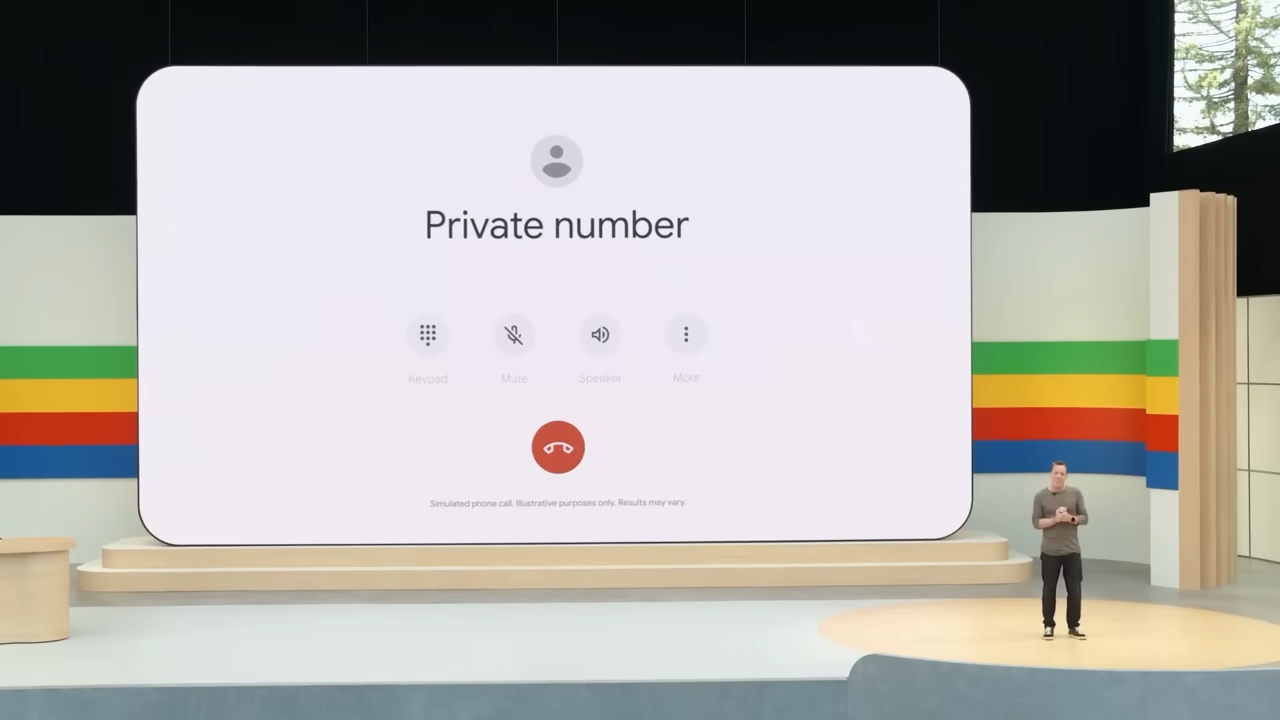 Private number
Keypad
Mute
Speaker
More
Simulated phone call. Illustrative purposes only. Results may vary.